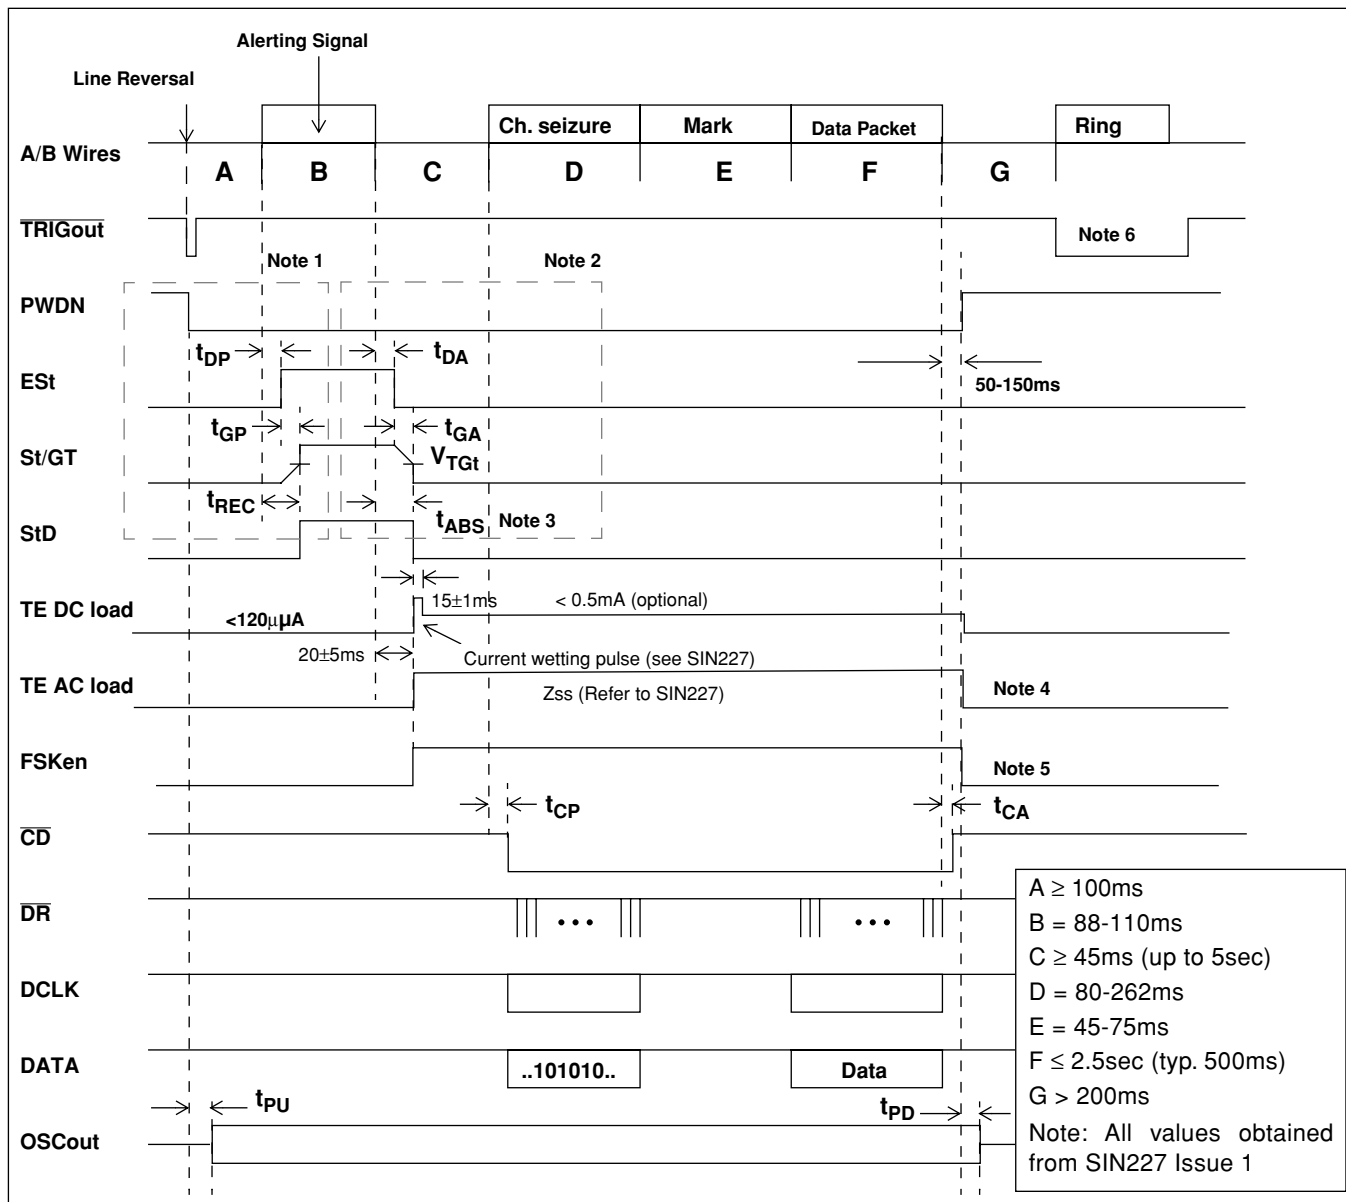 Alerting Signal
Line Reversal
Ch. seizure Mark Data Packet Ring
A/B Wires
A B C D E F G
TRIGout
Note 6
Note 1 Note 2
PWDN
tDP tDA
ESt
50-150ms
tGP tGA
St/GT
VTGt
tREC
tABS Note 3
StD
15±1ms < 0.5mA (optional)
TE DC load
<120µµA
20±5ms Current wetting pulse (see SIN227)
TE AC load
Zss (Refer to SIN227) Note 4
FSKen
Note 5
tCP tCA
CD
DR
• • • • • •
DCLK
DATA
..101010.. Data
tPU tPD
OSCout
A ≥ 100ms
B = 88-110ms
C ≥ 45ms (up to 5sec)
D = 80-262ms
E = 45-75ms
F ≤ 2.5sec (typ. 500ms)
G > 200ms
Note: All values obtained
from SIN227 Issue 1